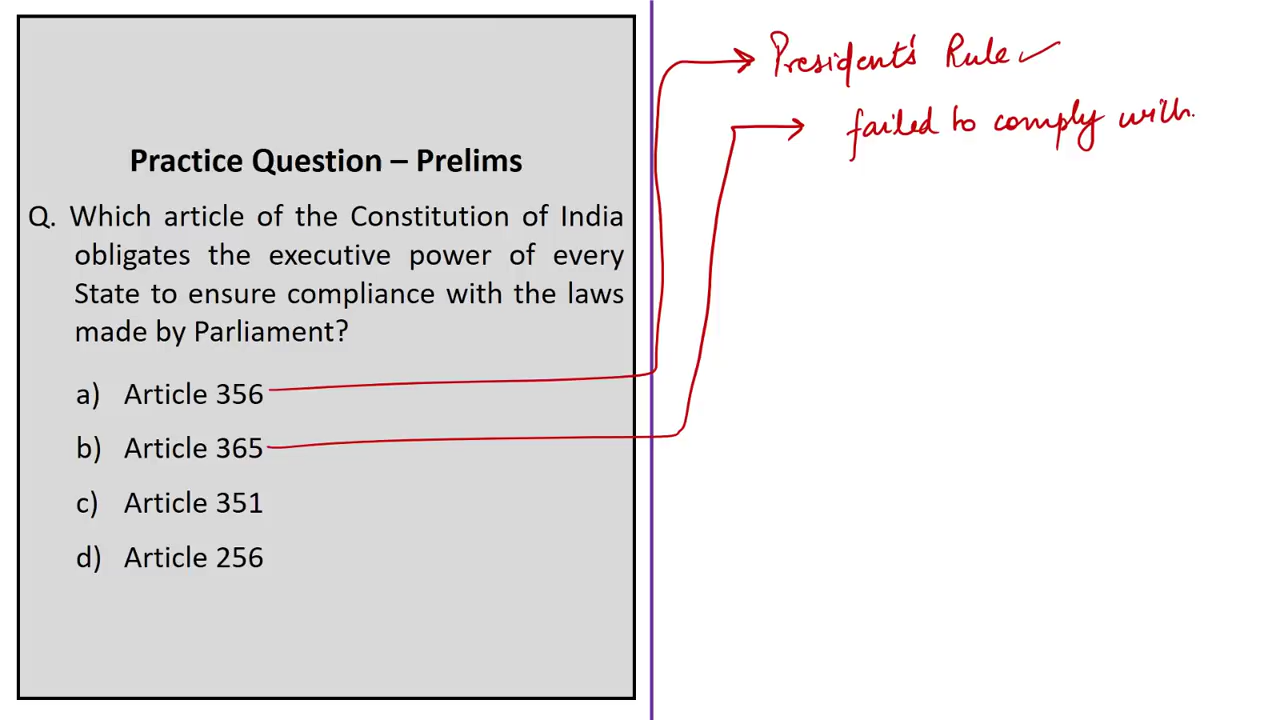 Practice Question – Prelims
Q. Which article of the Constitution of India
obligates the executive power of every
State to ensure compliance with the laws
made by Parliament?
a) Article 356
b) Article 365
c) Article 351
d) Article 256
President's Rule
failed to comply with